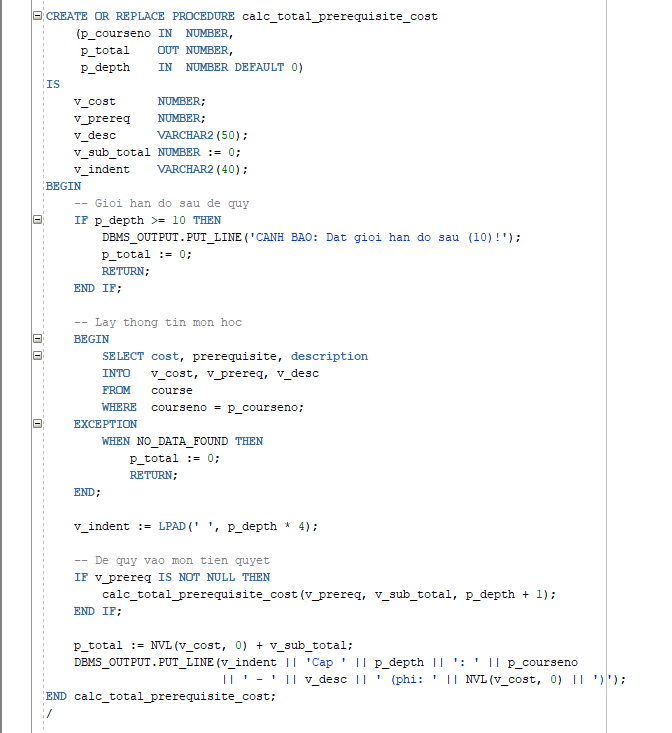 CREATE OR REPLACE PROCEDURE calc_total_prerequisite_cost
    (p_courseno IN  NUMBER,
     p_total    OUT NUMBER,
     p_depth    IN  NUMBER DEFAULT 0)
IS
    v_cost      NUMBER;
    v_prereq    NUMBER;
    v_desc      VARCHAR2(50);
    v_sub_total NUMBER := 0;
    v_indent    VARCHAR2(40);
BEGIN
    -- Gioi han do sau de quy
    IF p_depth >= 10 THEN
        DBMS_OUTPUT.PUT_LINE('CANH BAO: Dat gioi han do sau (10)!');
        p_total := 0;
        RETURN;
    END IF;

    -- Lay thong tin mon hoc
    BEGIN
        SELECT cost, prerequisite, description
        INTO   v_cost, v_prereq, v_desc
        FROM   course
        WHERE  courseno = p_courseno;
    EXCEPTION
        WHEN NO_DATA_FOUND THEN
            p_total := 0;
            RETURN;
    END;

    v_indent := LPAD(' ', p_depth * 4);

    -- De quy vao mon tien quyet
    IF v_prereq IS NOT NULL THEN
        calc_total_prerequisite_cost(v_prereq, v_sub_total, p_depth + 1);
    END IF;

    p_total := NVL(v_cost, 0) + v_sub_total;
    DBMS_OUTPUT.PUT_LINE(v_indent || 'Cap ' || p_depth || ': ' || p_courseno
                         || ' - ' || v_desc || ' (phi: ' || NVL(v_cost, 0) || ')');
END calc_total_prerequisite_cost;
/